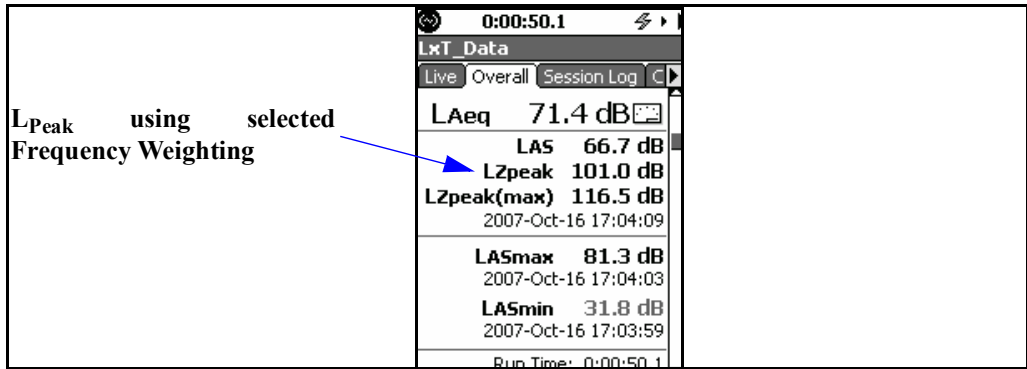 L_Peak using selected
Frequency Weighting
0:00:50.1
LxT_Data
Live Overall Session Log C
LAeq 71.4 dB
LAS 66.7 dB
LZpeak 101.0 dB
LZpeak(max) 116.5 dB
2007-Oct-16 17:04:09
LASmax 81.3 dB
2007-Oct-16 17:04:03
LASmin 31.8 dB
2007-Oct-16 17:03:59
Run Time: 0:00:50.1